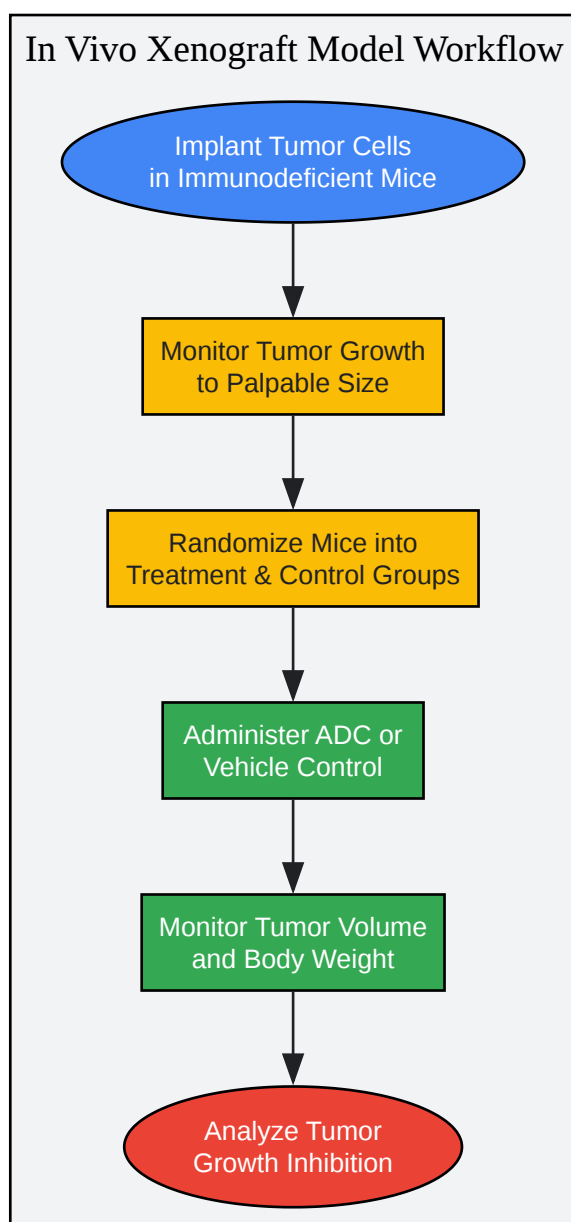 In Vivo Xenograft Model Workflow
Implant Tumor Cells
in Immunodeficient Mice
Monitor Tumor Growth
to Palpable Size
Randomize Mice into
Treatment & Control Groups
Administer ADC or
Vehicle Control
Monitor Tumor Volume
and Body Weight
Analyze Tumor
Growth Inhibition